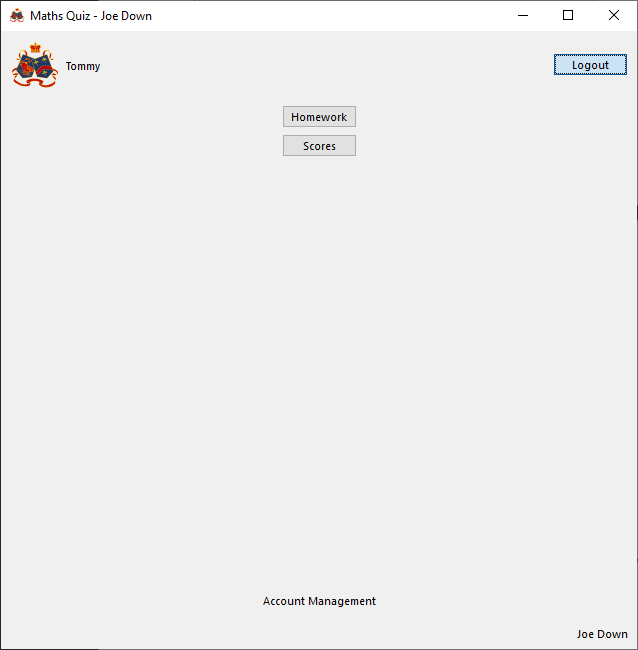 Maths Quiz - Joe Down
Tommy
Logout
Homework
Scores
Account Management
Joe Down